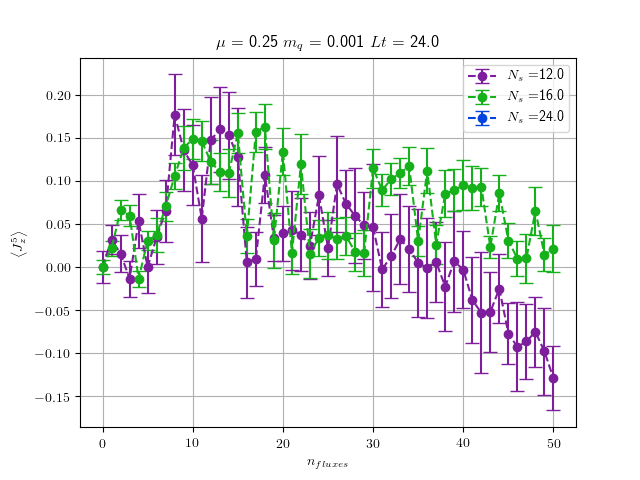 μ = 0.25 m_q = 0.001 Lt = 24.0
N_s =12.0
N_s =16.0
N_s =24.0
0.20
0.15
0.10
0.05
0.00
−0.05
−0.10
−0.15
⟨J_z^5⟩
0 10 20 30 40 50
n_{fluxes}